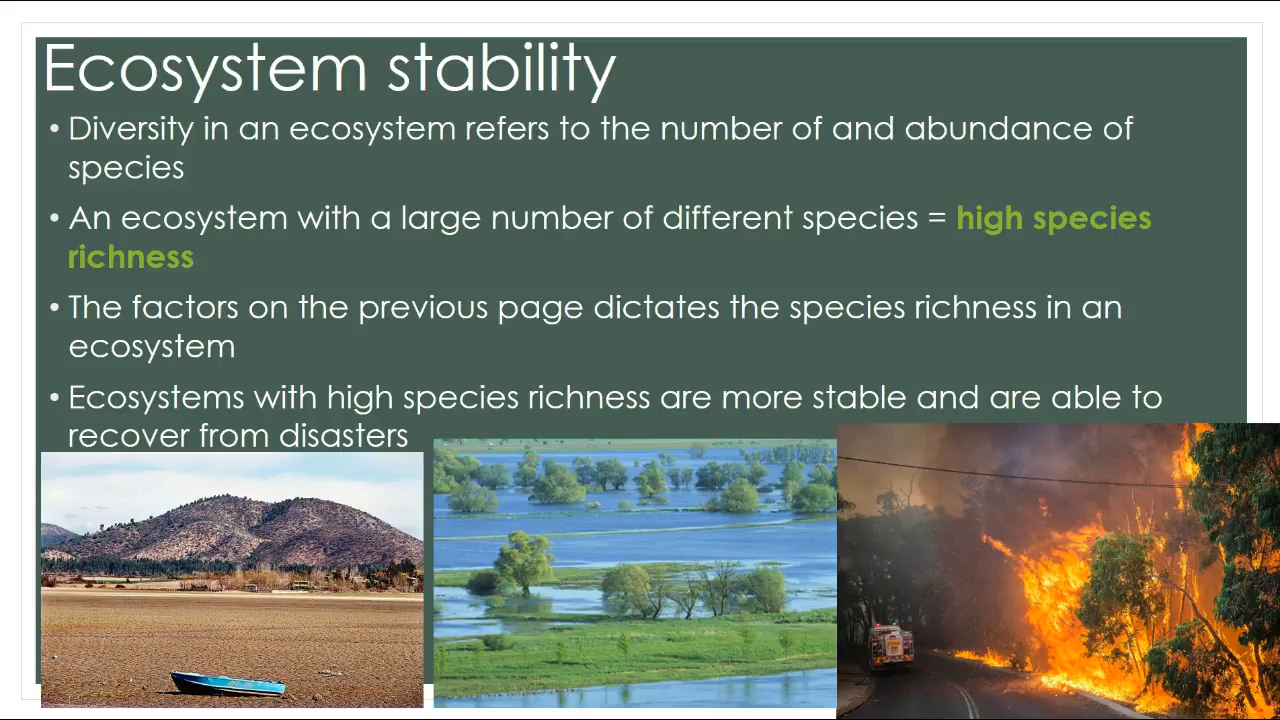 Ecosystem stability
• Diversity in an ecosystem refers to the number of and abundance of
species
• An ecosystem with a large number of different species = high species
richness
• The factors on the previous page dictates the species richness in an
ecosystem
• Ecosystems with high species richness are more stable and are able to
recover from disasters